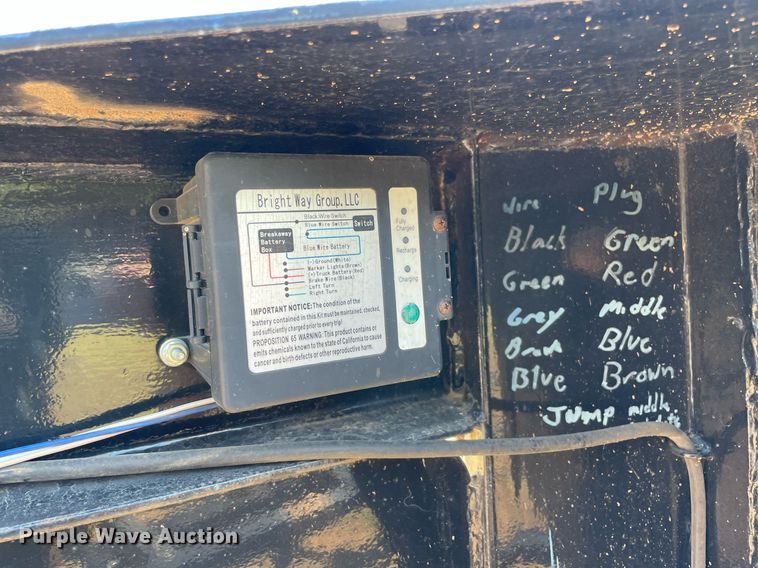 Bright Way Group, LLC
Black Wire Switch
Blue Wire Switch
Switch
Breakaway
Battery
Box
Blue Wire Battery
(-)Ground(White)
Marker Lights(Brown)
(+)Truck Battery(Red)
Brake Wire(Black)
Left Turn
Right Turn
IMPORTANT NOTICE:The condition of the
battery contained in this Kit must be maintained, checked,
and sufficiently charged prior to every trip!
PROPOSITION 65 WARNING: This product contains or
emits chemicals known to the state of California to cause
cancer and birth defects or other reproductive harm.
Fully
Charged
Recharge
Charging
wire Plug
Black Green
Green Red
Grey middle
Blue
Blue Brown
Jump middle
Purple Wave Auction